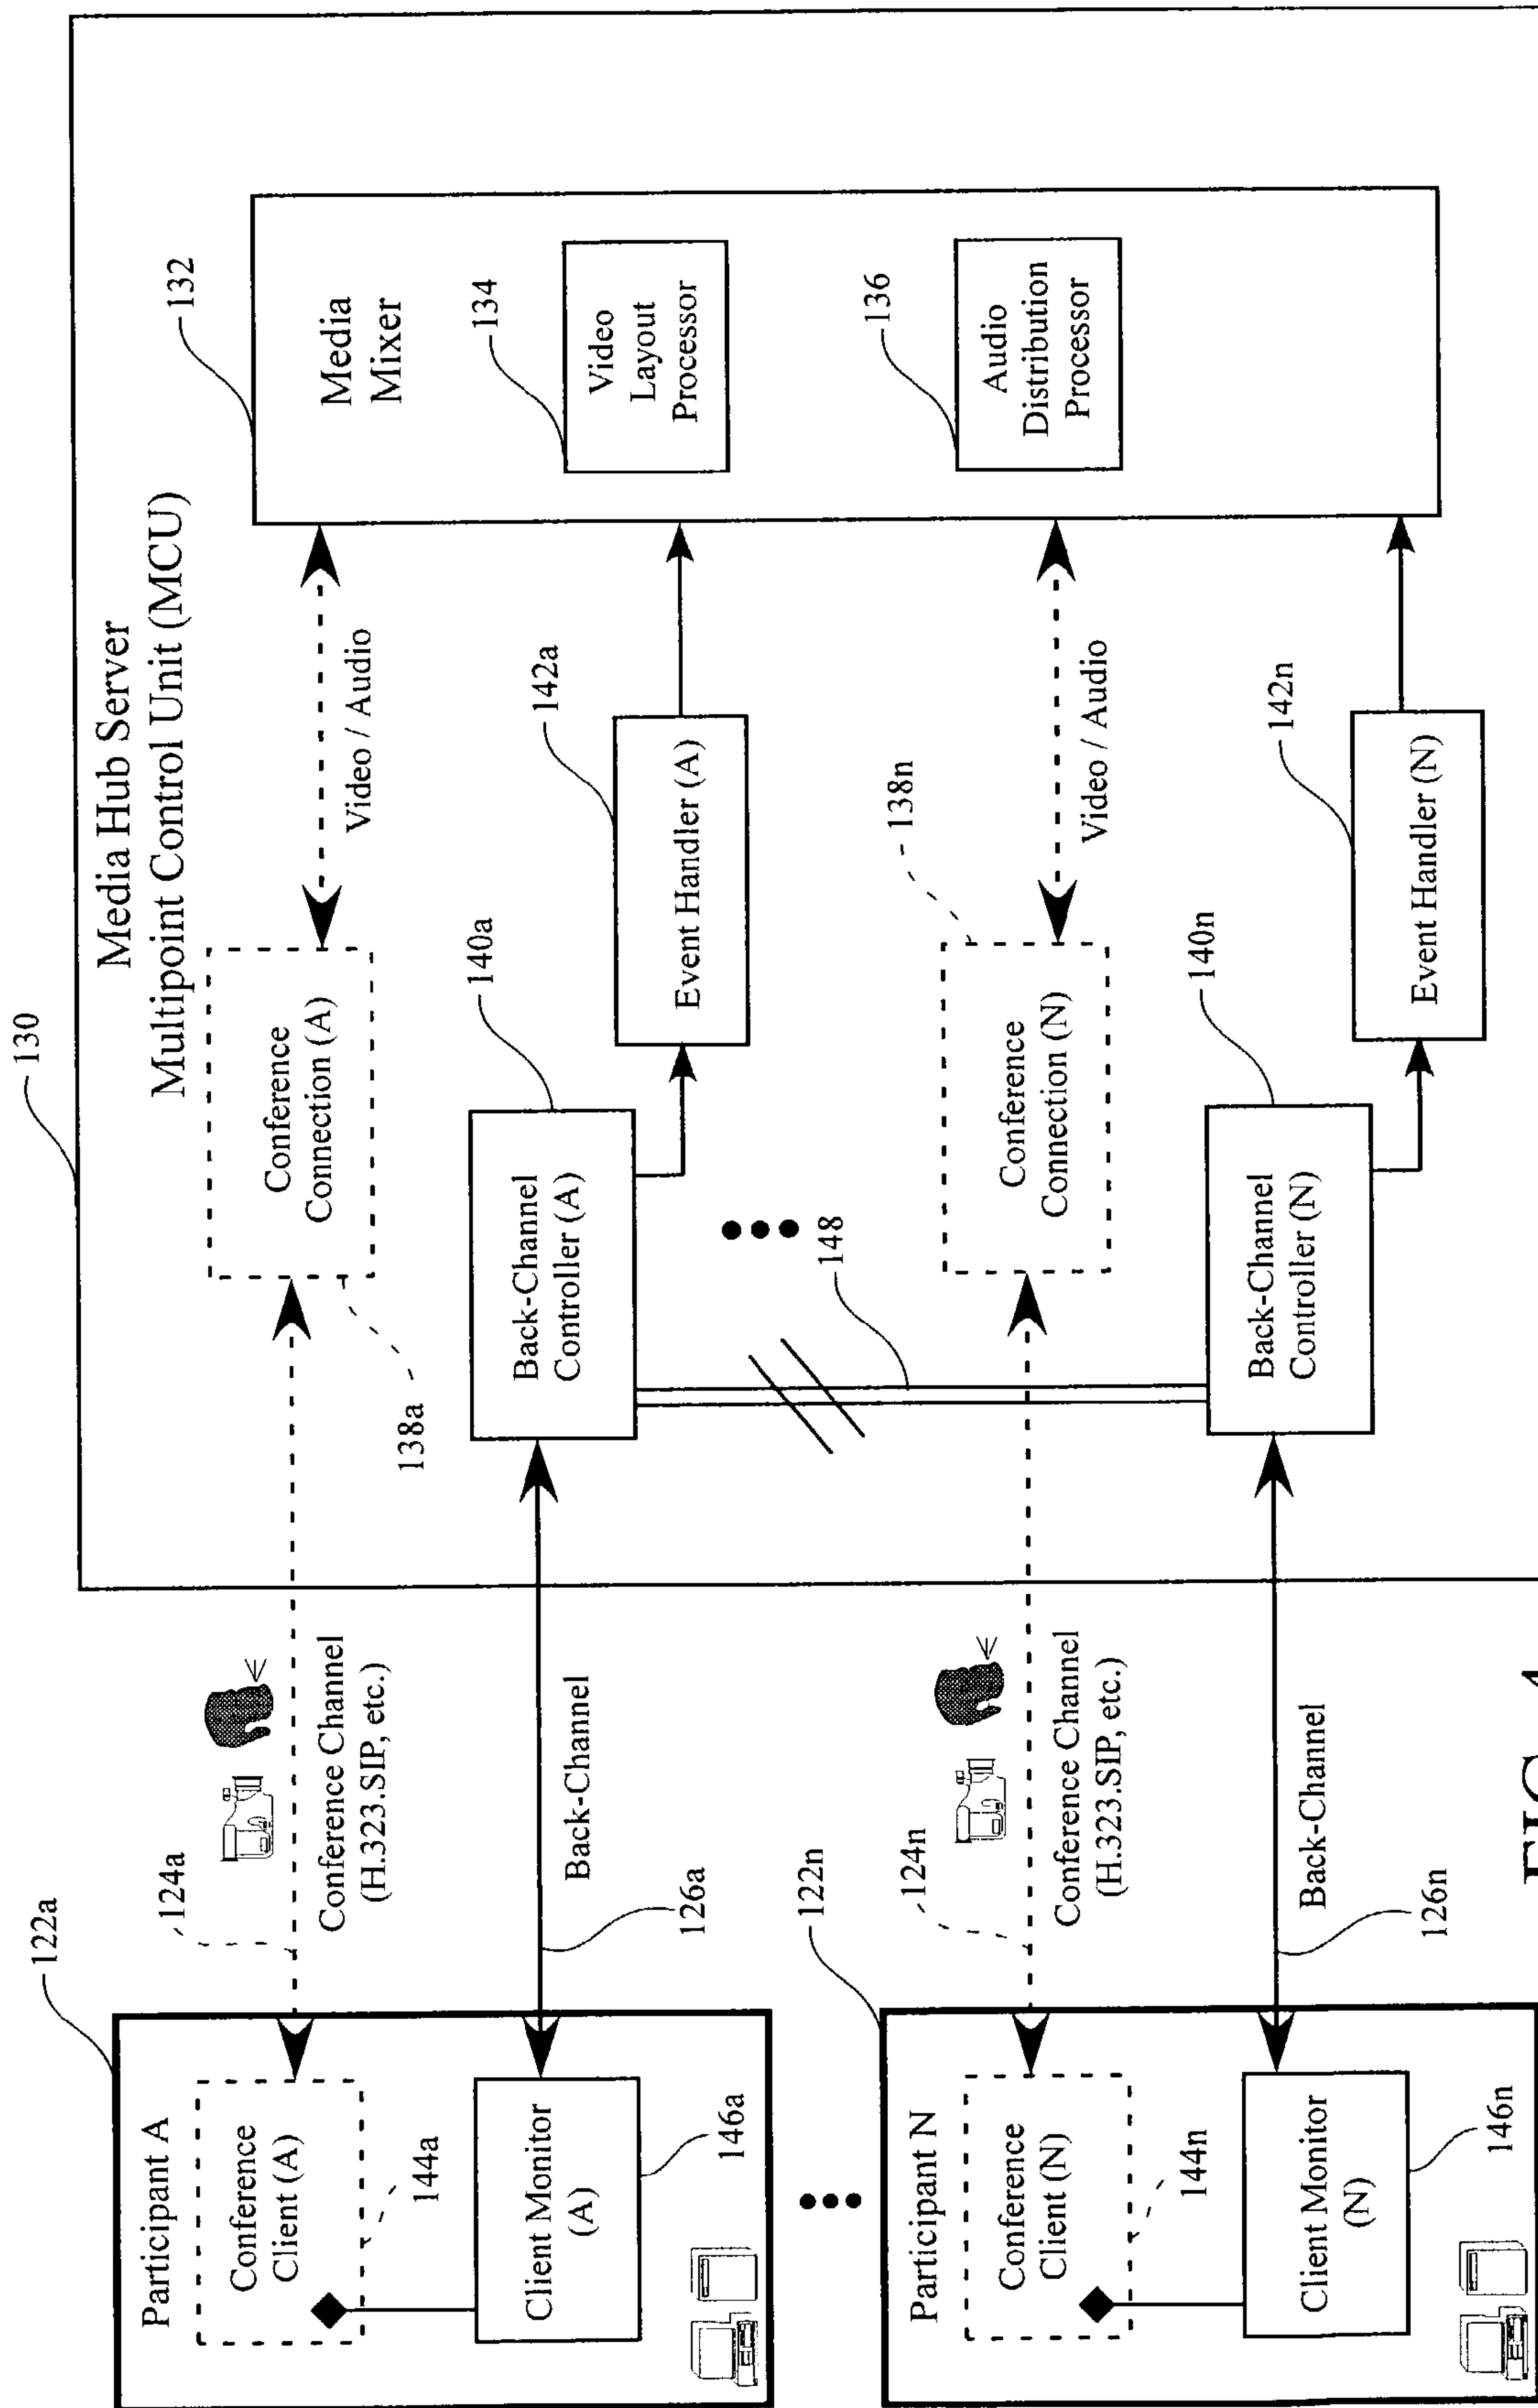 130
Media Hub Server
Multipoint Control Unit (MCU)
122a
Participant A
Conference
Client (A)
144a
Client Monitor
(A)
146a
124a
Conference Channel
(H.323.SIP, etc.)
Back-Channel
126a
138a
Conference
Connection (A)
Video / Audio
132
Media
Mixer
140a
Back-Channel
Controller (A)
142a
Event Handler (A)
134
Video
Layout
Processor
148
122n
Participant N
Conference
Client (N)
144n
Client Monitor
(N)
146n
124n
Conference Channel
(H.323.SIP, etc.)
Back-Channel
126n
138n
Conference
Connection (N)
Video / Audio
136
Audio
Distribution
Processor
140n
Back-Channel
Controller (N)
142n
Event Handler (N)